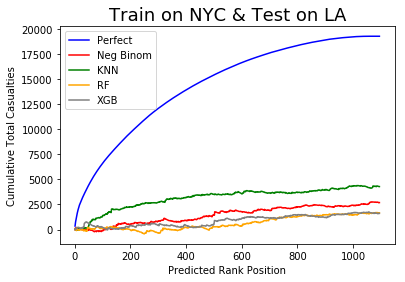 Train on NYC & Test on LA
Cumulative Total Casualties
20000
17500
15000
12500
10000
7500
5000
2500
0
Perfect
Neg Binom
KNN
RF
XGB
0 200 400 600 800 1000
Predicted Rank Position